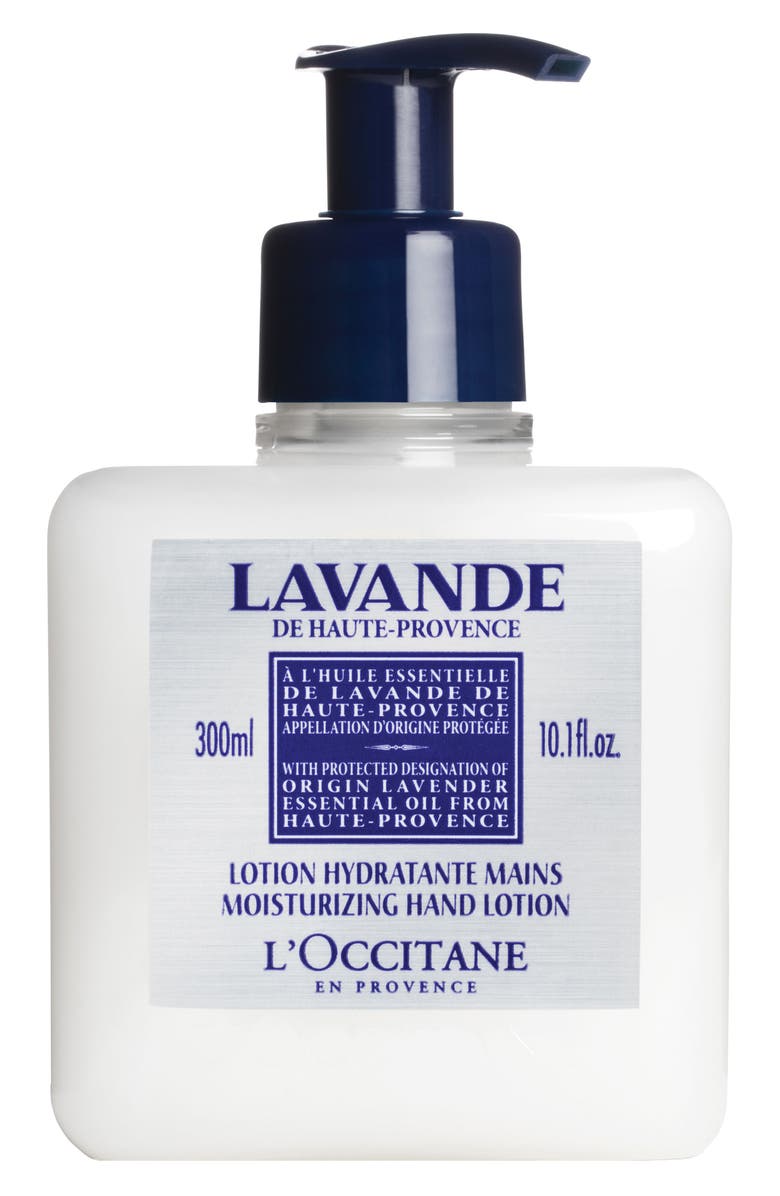 LAVANDE
DE HAUTE-PROVENCE
À L'HUILE ESSENTIELLE
DE LAVANDE DE
HAUTE-PROVENCE
APPELLATION D'ORIGINE PROTÉGÉE
300ml
10.1fl.oz.
WITH PROTECTED DESIGNATION OF
ORIGIN LAVENDER
ESSENTIAL OIL FROM
HAUTE-PROVENCE
LOTION HYDRATANTE MAINS
MOISTURIZING HAND LOTION
L'OCCITANE
EN PROVENCE